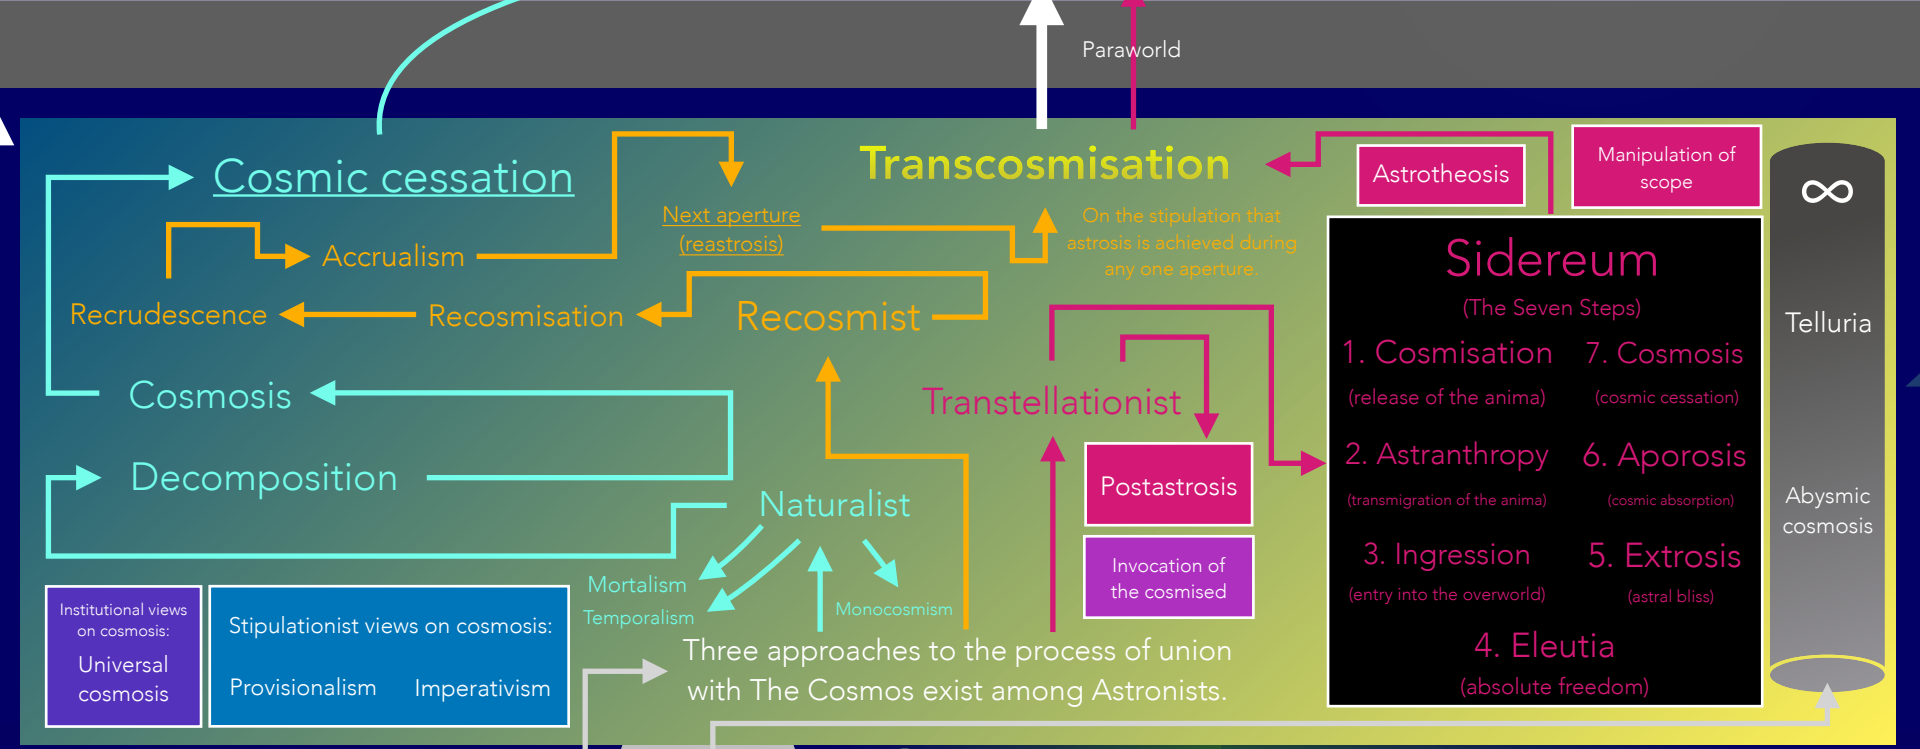 Paraworld
Cosmic cessation
Transcosmisation
Astrotheosis
Manipulation of
scope
∞
Next aperture
(reastrosis)
On the stipulation that
astrosis is achieved during
any one aperture.
Accrualism
Recrudescence
Recosmisation
Recosmist
Cosmosis
Decomposition
Naturalist
Mortalism
Temporalism
Monocosmism
Transtellationist
Postastrosis
Invocation of
the cosmised
Sidereum
(The Seven Steps)
1. Cosmisation
(release of the anima)
2. Astranthropy
(transmigration of the anima)
3. Ingression
(entry into the overworld)
4. Eleutia
(absolute freedom)
5. Extrosis
(astral bliss)
6. Aporosis
(cosmic absorption)
7. Cosmosis
(cosmic cessation)
Telluria
Abysmic
cosmosis
Institutional views
on cosmosis:
Universal
cosmosis
Stipulationist views on cosmosis:
Provisionalism
Imperativism
Three approaches to the process of union
with The Cosmos exist among Astronists.